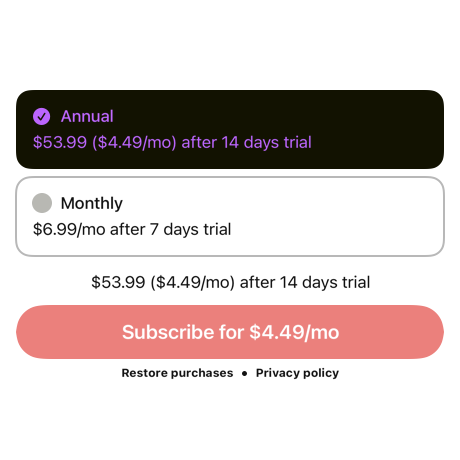 Annual
$53.99 ($4.49/mo) after 14 days trial
Monthly
$6.99/mo after 7 days trial
$53.99 ($4.49/mo) after 14 days trial
Subscribe for $4.49/mo
Restore purchases • Privacy policy